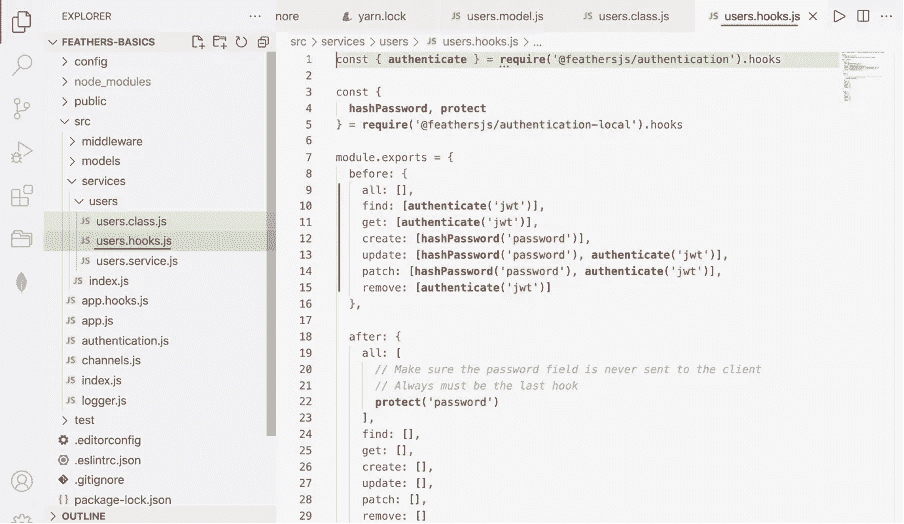 EXPLORER
nore
yarn.lock
JS users.model.js
JS users.class.js
JS users.hooks.js
FEATHERS-BASICS
src > services > users > JS users.hooks.js > ...
config
node_modules
public
src
middleware
models
services
users
JS users.class.js
JS users.hooks.js
JS users.service.js
JS index.js
JS app.hooks.js
JS app.js
JS authentication.js
JS channels.js
JS index.js
JS logger.js
test
.editorconfig
.eslintrc.json
.gitignore
{} package-lock.json
OUTLINE
1 const { authenticate } = require('@feathersjs/authentication').hooks
2
3 const {
4 hashPassword, protect
5 } = require('@feathersjs/authentication-local').hooks
6
7 module.exports = {
8 before: {
9 all: [],
10 find: [authenticate('jwt')],
11 get: [authenticate('jwt')],
12 create: [hashPassword('password')],
13 update: [hashPassword('password'), authenticate('jwt')],
14 patch: [hashPassword('password'), authenticate('jwt')],
15 remove: [authenticate('jwt')]
16 },
17
18 after: {
19 all: [
20 // Make sure the password field is never sent to the client
21 // Always must be the last hook
22 protect('password')
23 ],
24 find: [],
25 get: [],
26 create: [],
27 update: [],
28 patch: [],
29 remove: []